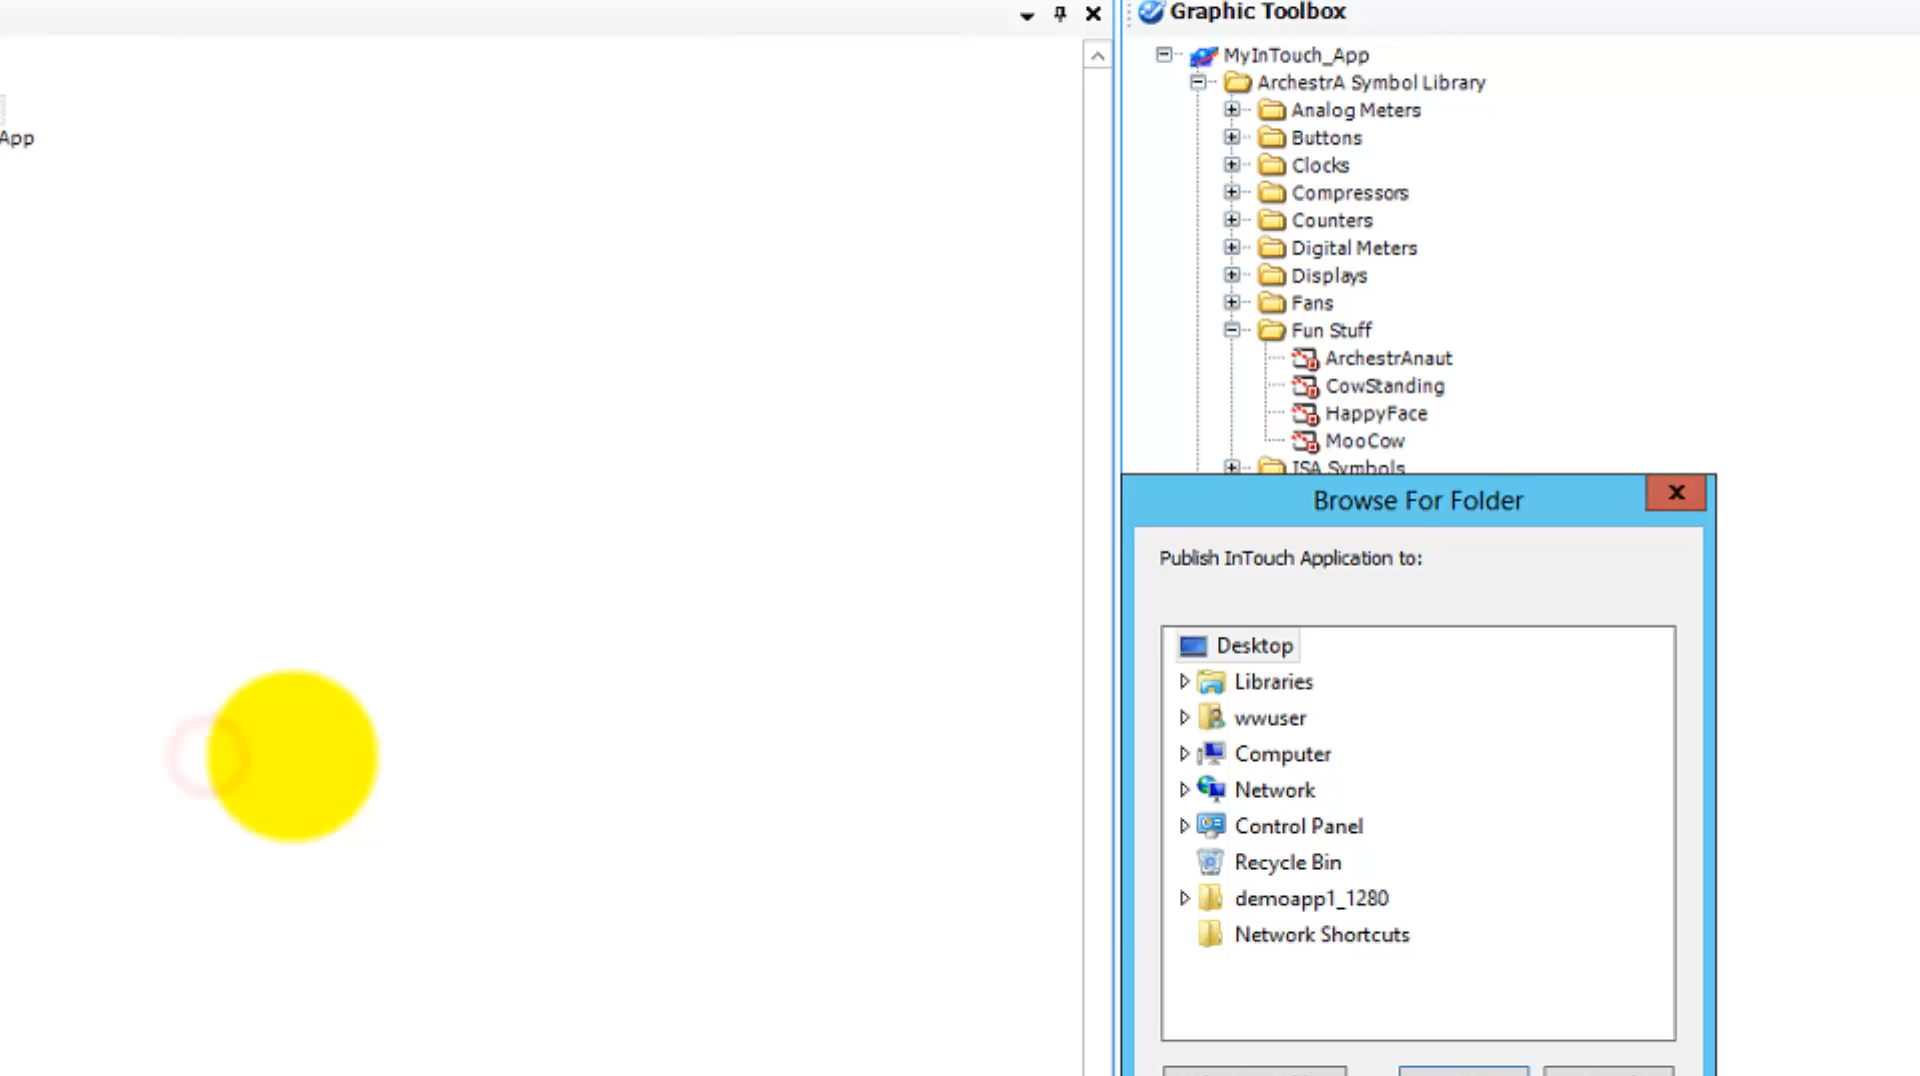 Graphic Toolbox
App
MyInTouch_App
ArchestrA Symbol Library
Analog Meters
Buttons
Clocks
Compressors
Counters
Digital Meters
Displays
Fans
Fun Stuff
ArchestrAnaut
CowStanding
HappyFace
MooCow
ISA Symbols
Browse For Folder
Publish InTouch Application to:
Desktop
Libraries
wwuser
Computer
Network
Control Panel
Recycle Bin
demoapp1_1280
Network Shortcuts